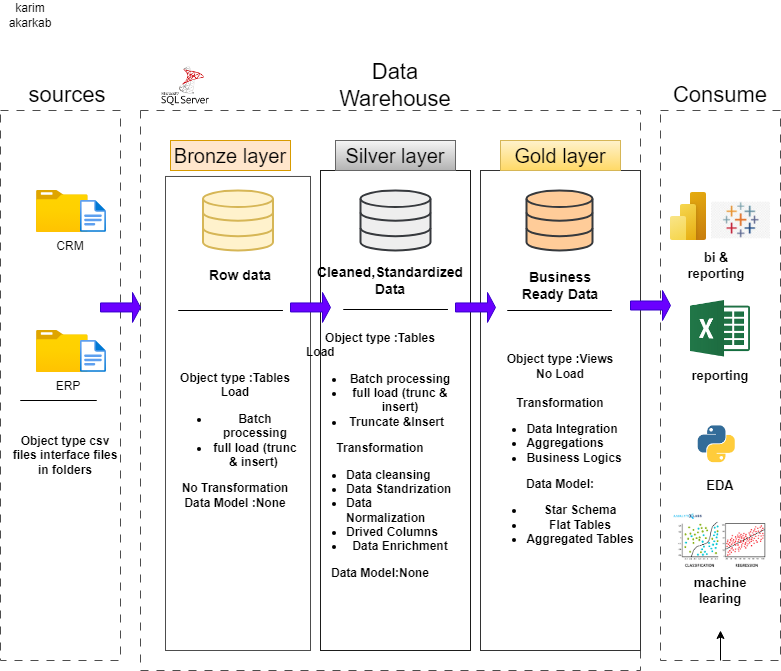 karim
akarkab
sources
CRM
ERP
Object type csv
files interface files
in folders
Microsoft
SQL Server
Data
Warehouse
Bronze layer
Row data
Object type :Tables
Load
Batch
processing
full load (trunc
& insert)
No Transformation
Data Model :None
Silver layer
Cleaned,Standardized
Data
Object type :Tables
Load
Batch processing
full load (trunc &
insert)
Truncate &Insert
Transformation
Data cleansing
Data Standrization
Data
Normalization
Drived Columns
Data Enrichment
Data Model:None
Gold layer
Business
Ready Data
Object type :Views
No Load
Transformation
Data Integration
Aggregations
Business Logics
Data Model:
Star Schema
Flat Tables
Aggregated Tables
Consume
bi &
reporting
X
reporting
EDA
CLASSIFICATION
REGRESSION
machine
learing